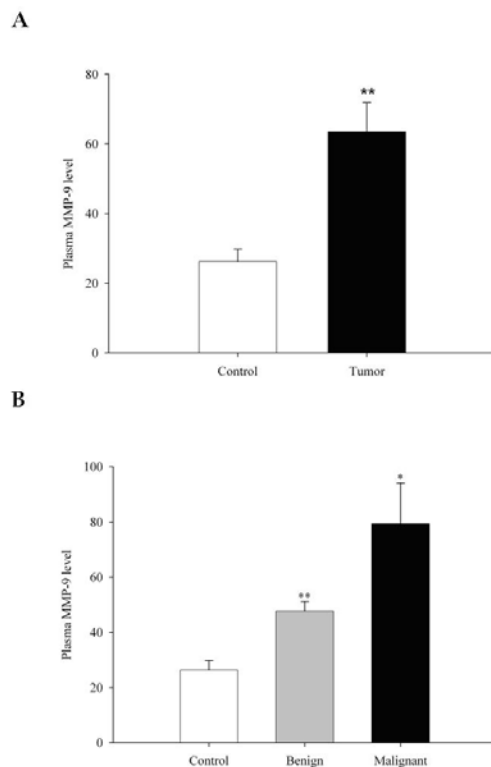 A
80
**
60
Plasma MMP-9 level
40
20
0
Control Tumor
B
100
*
80
Plasma MMP-9 level
60
**
40
20
0
Control Benign Malignant